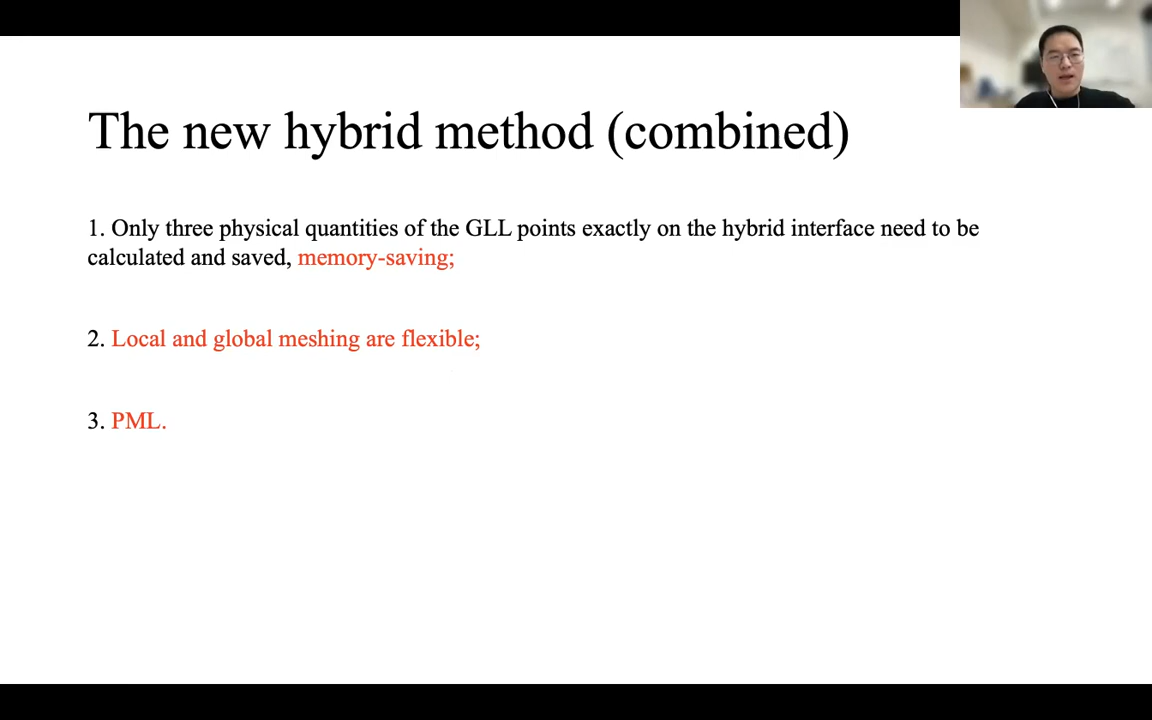 The new hybrid method (combined)
1. Only three physical quantities of the GLL points exactly on the hybrid interface need to be
calculated and saved, memory-saving;
2. Local and global meshing are flexible;
3. PML.